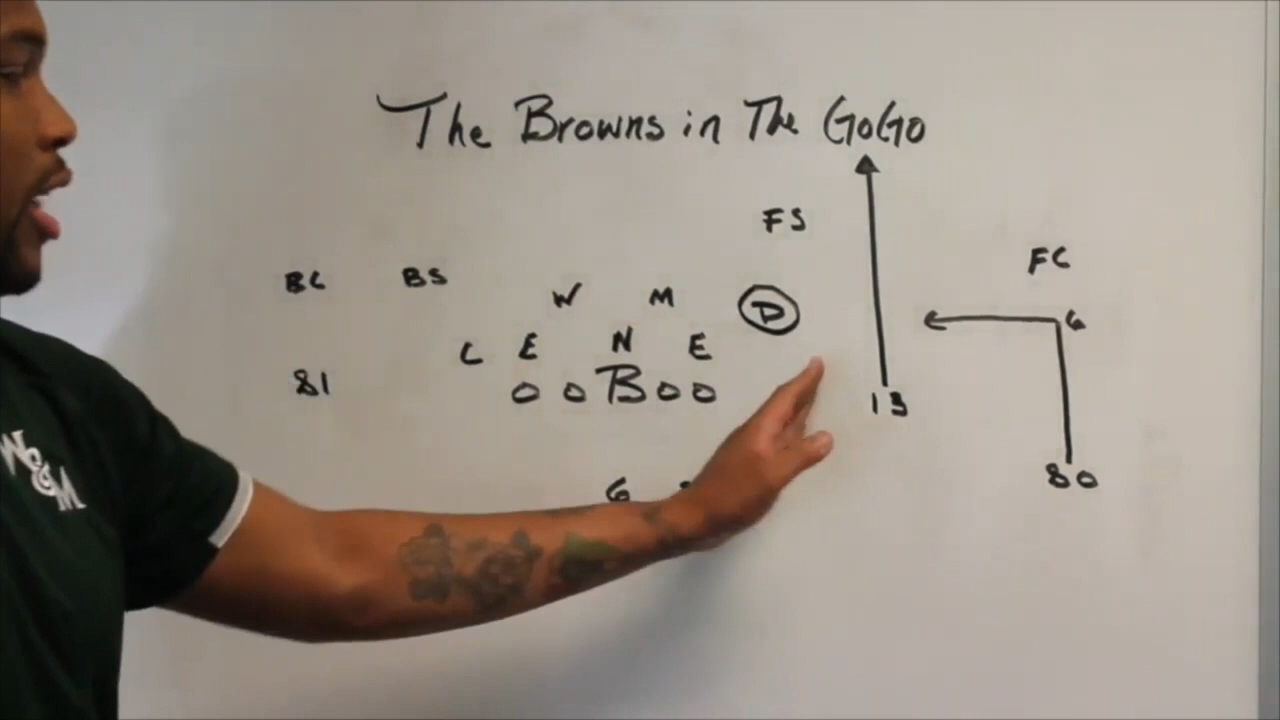 The Browns in The GoGo
FS
BC BS FC
W M D
6
C E N E
81 O O B O O 13
80
6
W&M